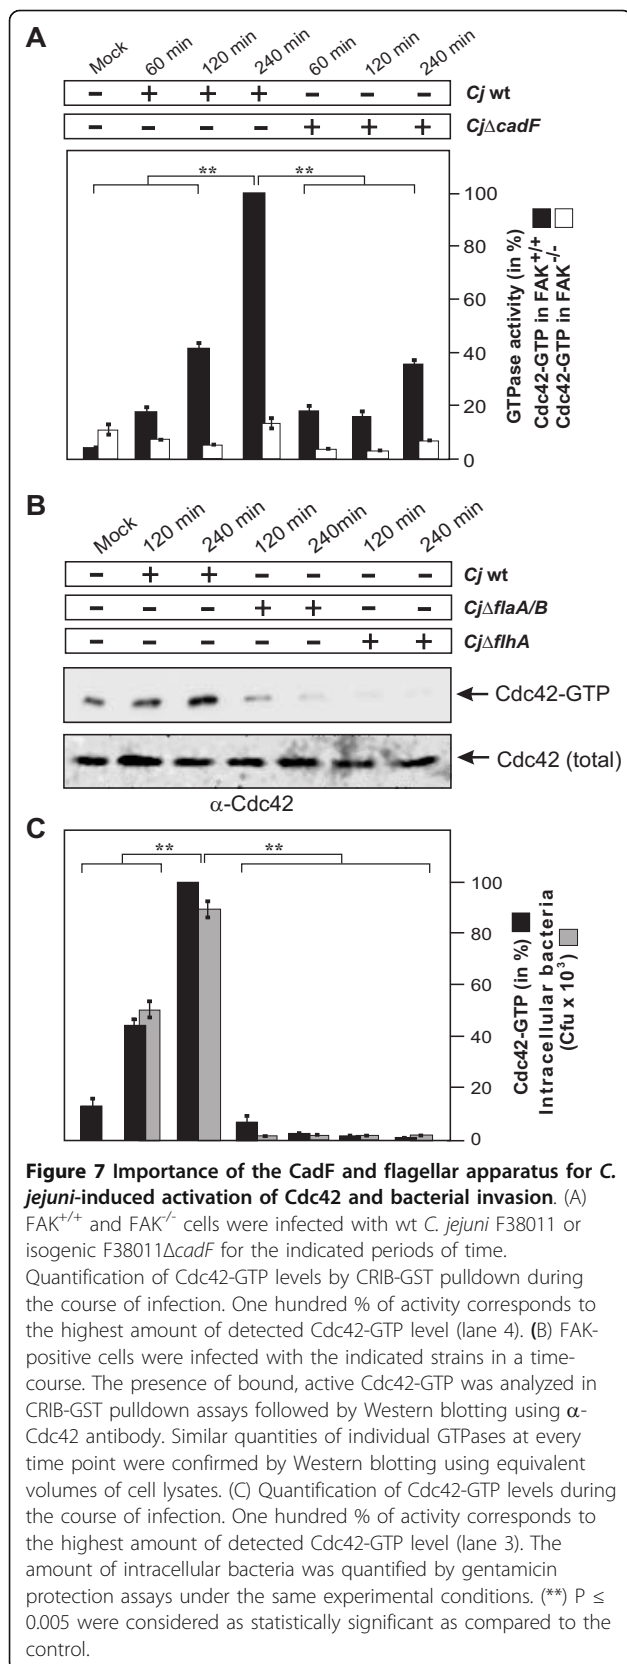 A
Mock 60 min 120 min 240 min 60 min 120 min 240 min
− + + + − − − Cj wt
− − − − + + + CjΔcadF
** **
100
80
60
40
20
0
GTPase activity (in %)
Cdc42-GTP in FAK+/+
Cdc42-GTP in FAK-/-
B
Mock 120 min 240 min 120 min 240min 120 min 240 min
− + + − − − − Cj wt
− − − + + − − CjΔflaA/B
− − − − − + + CjΔflhA
Cdc42-GTP
Cdc42 (total)
α-Cdc42
C
** **
100
80
60
40
20
0
Cdc42-GTP (in %)
Intracellular bacteria
(Cfu x 10³)
Figure 7 Importance of the CadF and flagellar apparatus for C.
jejuni-induced activation of Cdc42 and bacterial invasion. (A)
FAK+/+ and FAK-/- cells were infected with wt C. jejuni F38011 or
isogenic F38011ΔcadF for the indicated periods of time.
Quantification of Cdc42-GTP levels by CRIB-GST pulldown during
the course of infection. One hundred % of activity corresponds to
the highest amount of detected Cdc42-GTP level (lane 4). (B) FAK-
positive cells were infected with the indicated strains in a time-
course. The presence of bound, active Cdc42-GTP was analyzed in
CRIB-GST pulldown assays followed by Western blotting using α-
Cdc42 antibody. Similar quantities of individual GTPases at every
time point were confirmed by Western blotting using equivalent
volumes of cell lysates. (C) Quantification of Cdc42-GTP levels during
the course of infection. One hundred % of activity corresponds to
the highest amount of detected Cdc42-GTP level (lane 3). The
amount of intracellular bacteria was quantified by gentamicin
protection assays under the same experimental conditions. (**) P ≤
0.005 were considered as statistically significant as compared to the
control.